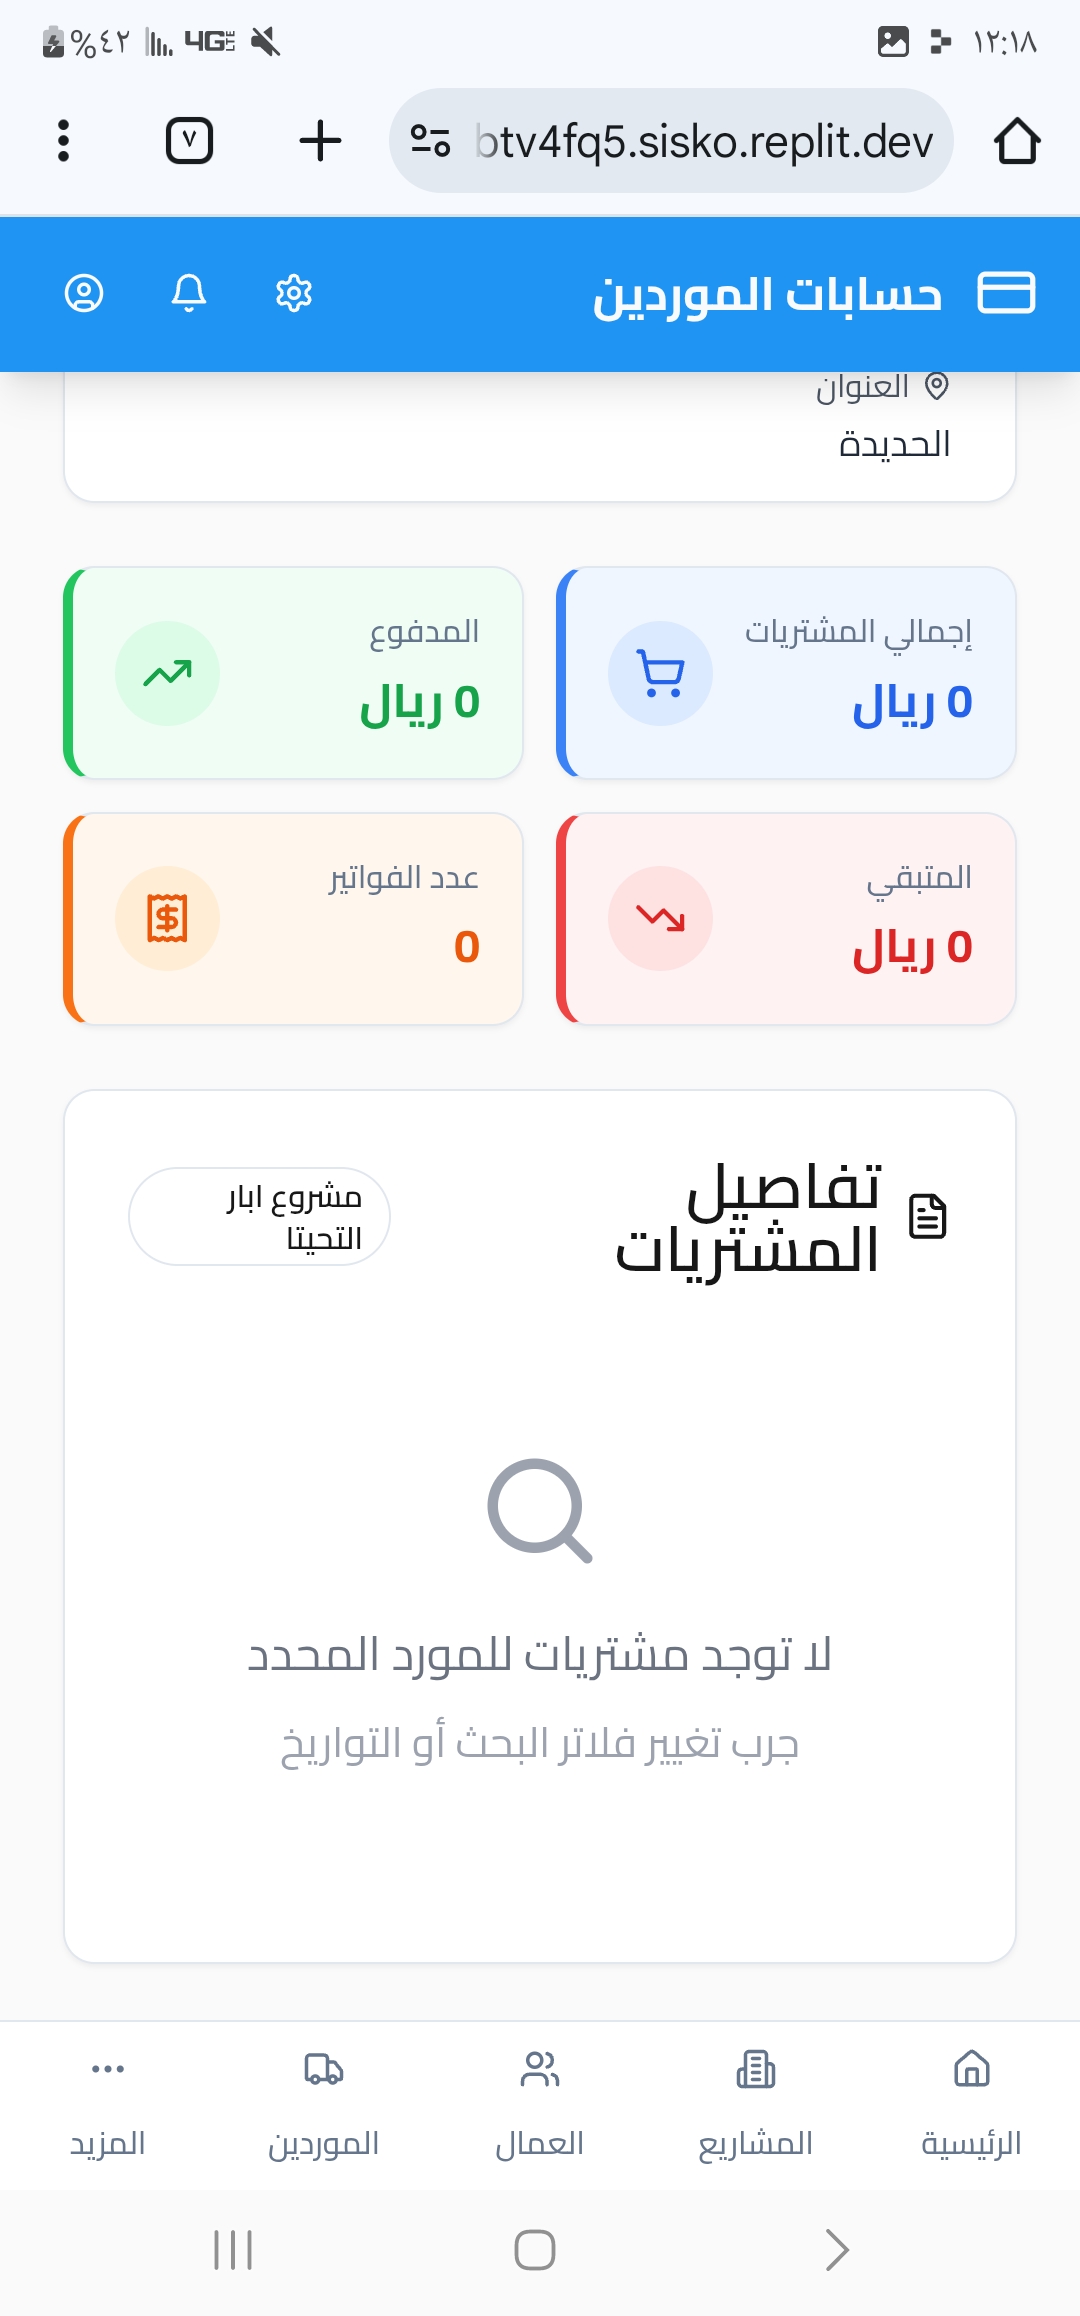 ١٢:١٨
4G LTE
%٤٢
btv4fq5.sisko.replit.dev
٧
حسابات الموردين
العنوان
الحديدة
إجمالي المشتريات
0 ريال
المدفوع
0 ريال
المتبقي
0 ريال
عدد الفواتير
0
تفاصيل
المشتريات
مشروع ابار
التحيتا
لا توجد مشتريات للمورد المحدد
جرب تغيير فلاتر البحث أو التواريخ
الرئيسية
المشاريع
العمال
الموردين
المزيد